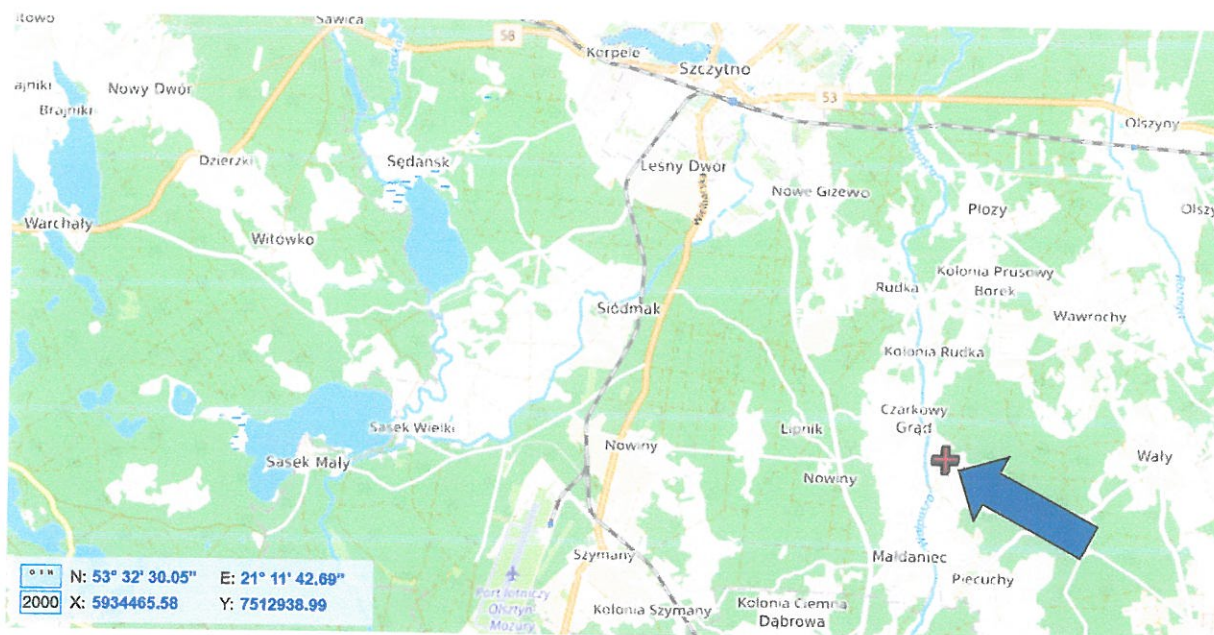 Sawica
58
Korpele
Szczytno
Nowy Dwór
Brajniki
53
Olszyny
Dzierzki
Sędańsk
Leśny Dwór
Nowe Gizewo
Płozy
Warchały
Witówko
Kolonia Prusowy
Borek
Rudka
Siódmak
Wawrochy
Kolonia Rudka
Czarkowy
Grąd
Sasek Wielki
Lipnik
Nowiny
Wały
Sasek Mały
Nowiny
Szymany
Małdaniec
Piecuchy
° ' " N: 53° 32' 30.05" E: 21° 11' 42.69"
2000 X: 5934465.58 Y: 7512938.99
Port lotniczy
Olsztyn
Mazury
Kolonia Szymany
Kolonia Ciemna
Dąbrowa